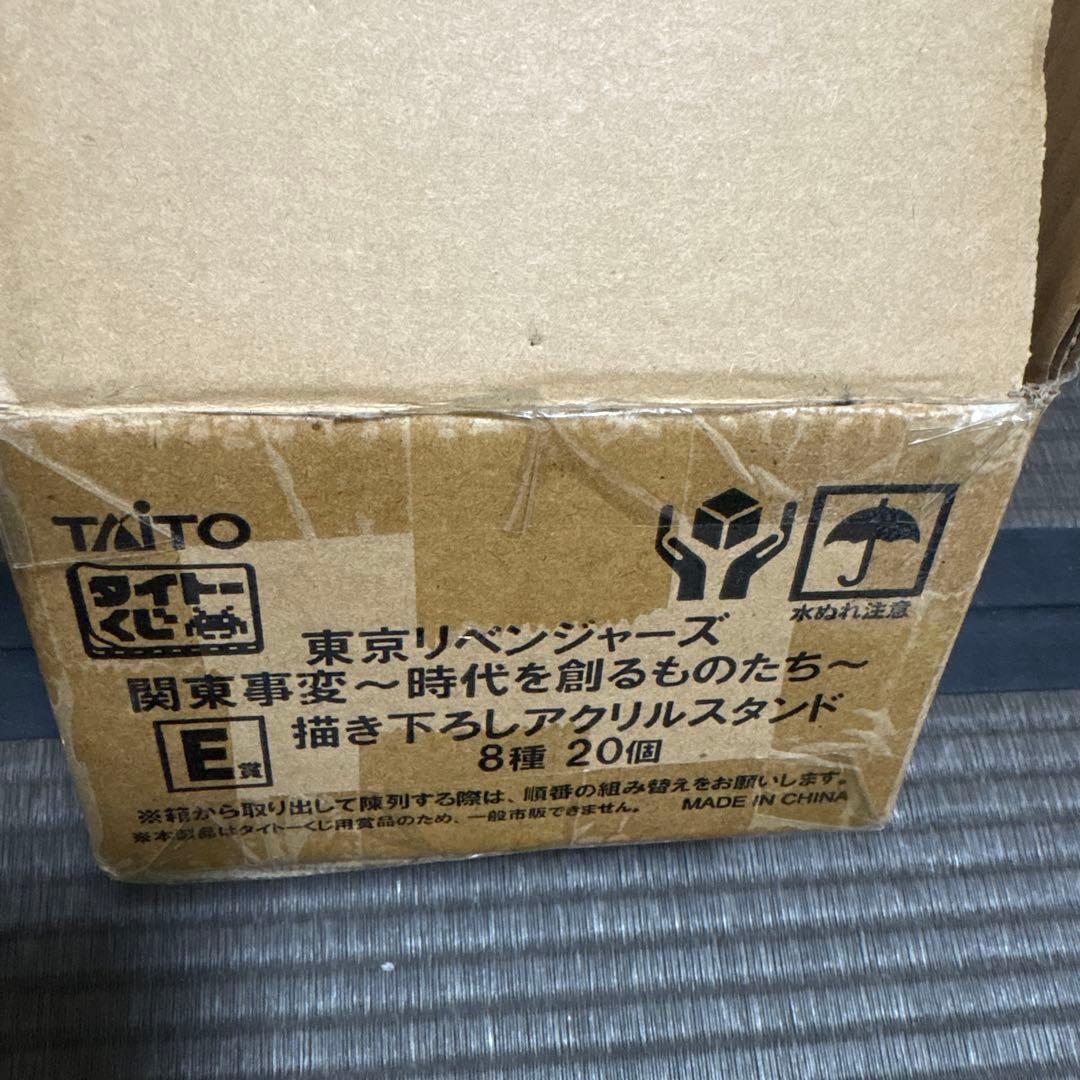 TAITO
タイトー
くじ
水ぬれ注意
東京リベンジャーズ
関東事変～時代を創るものたち～
E賞
描き下ろしアクリルスタンド
8種 20個
※箱から取り出して陳列する際は、順番の組み替えをお願いします。
※本製品はタイトーくじ用賞品のため、一般市販できません。 MADE IN CHINA